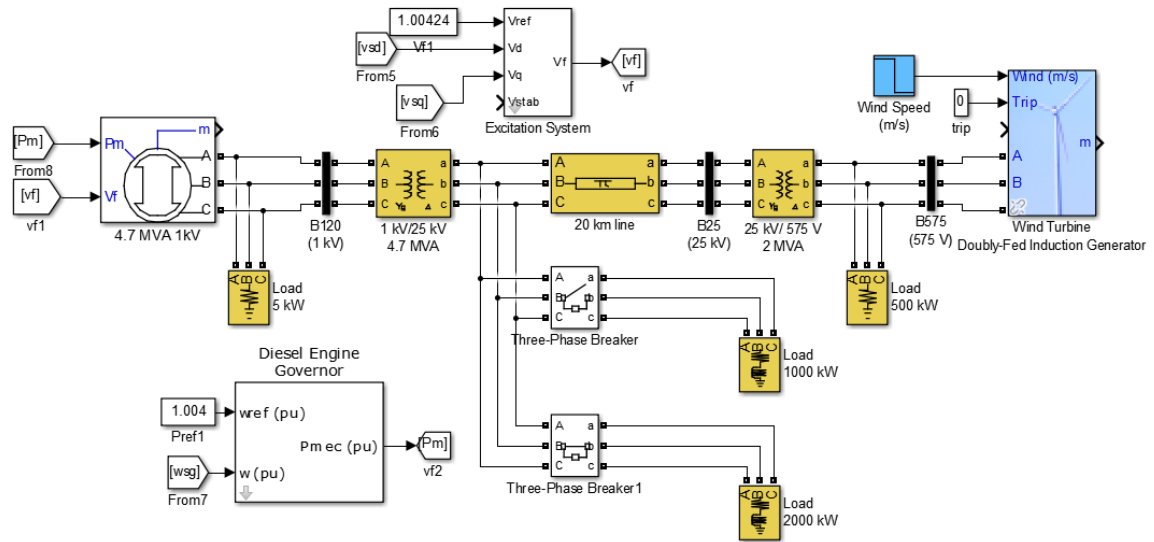 1.00424
Vf1
[vsd]
From5
[vsq]
From6
Vref
Vd
Vq
Vstab
Vf
Excitation System
[vf]
vf
Wind Speed
(m/s)
0
trip
Wind (m/s)
Trip
m
A
B
C
Wind Turbine
Doubly-Fed Induction Generator
[Pm]
From8
[vf]
vf1
Pm
Vf
m
A
B
C
4.7 MVA 1kV
B120
(1 kV)
A
B
C
a
b
c
Yg
Δ
1 kV/25 kV
4.7 MVA
A
B
C
a
b
c
20 km line
B25
(25 kV)
A
B
C
a
b
c
Yg
Δ
25 kV/ 575 V
2 MVA
B575
(575 V)
A
B
C
Load
5 kW
A
B
C
Load
500 kW
A
B
C
a
b
c
Three-Phase Breaker
A
B
C
Load
1000 kW
Diesel Engine
Governor
1.004
Pref1
[wsg]
From7
wref (pu)
w (pu)
Pmec (pu)
[Pm]
vf2
A
B
C
a
b
c
Three-Phase Breaker1
A
B
C
Load
2000 kW